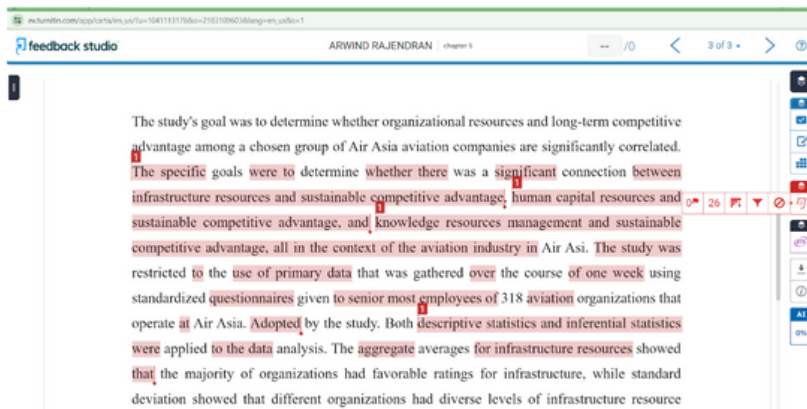 ev.turnitin.com/app/carta/en_us/?u=1041113178&o=2183109603&lang=en_us&s=1
feedback studio
ARWIND RAJENDRAN chapter 5
-- /0
3 of 3
The study's goal was to determine whether organizational resources and long-term competitive
advantage among a chosen group of Air Asia aviation companies are significantly correlated.
1
The specific goals were to determine whether there was a significant connection between
1
infrastructure resources and sustainable competitive advantage, human capital resources and
0 26
1
sustainable competitive advantage, and knowledge resources management and sustainable
competitive advantage, all in the context of the aviation industry in Air Asi. The study was
restricted to the use of primary data that was gathered over the course of one week using
standardized questionnaires given to senior most employees of 318 aviation organizations that
1
operate at Air Asia. Adopted by the study. Both descriptive statistics and inferential statistics
AI
were applied to the data analysis. The aggregate averages for infrastructure resources showed
0%
that the majority of organizations had favorable ratings for infrastructure, while standard
deviation showed that different organizations had diverse levels of infrastructure resource